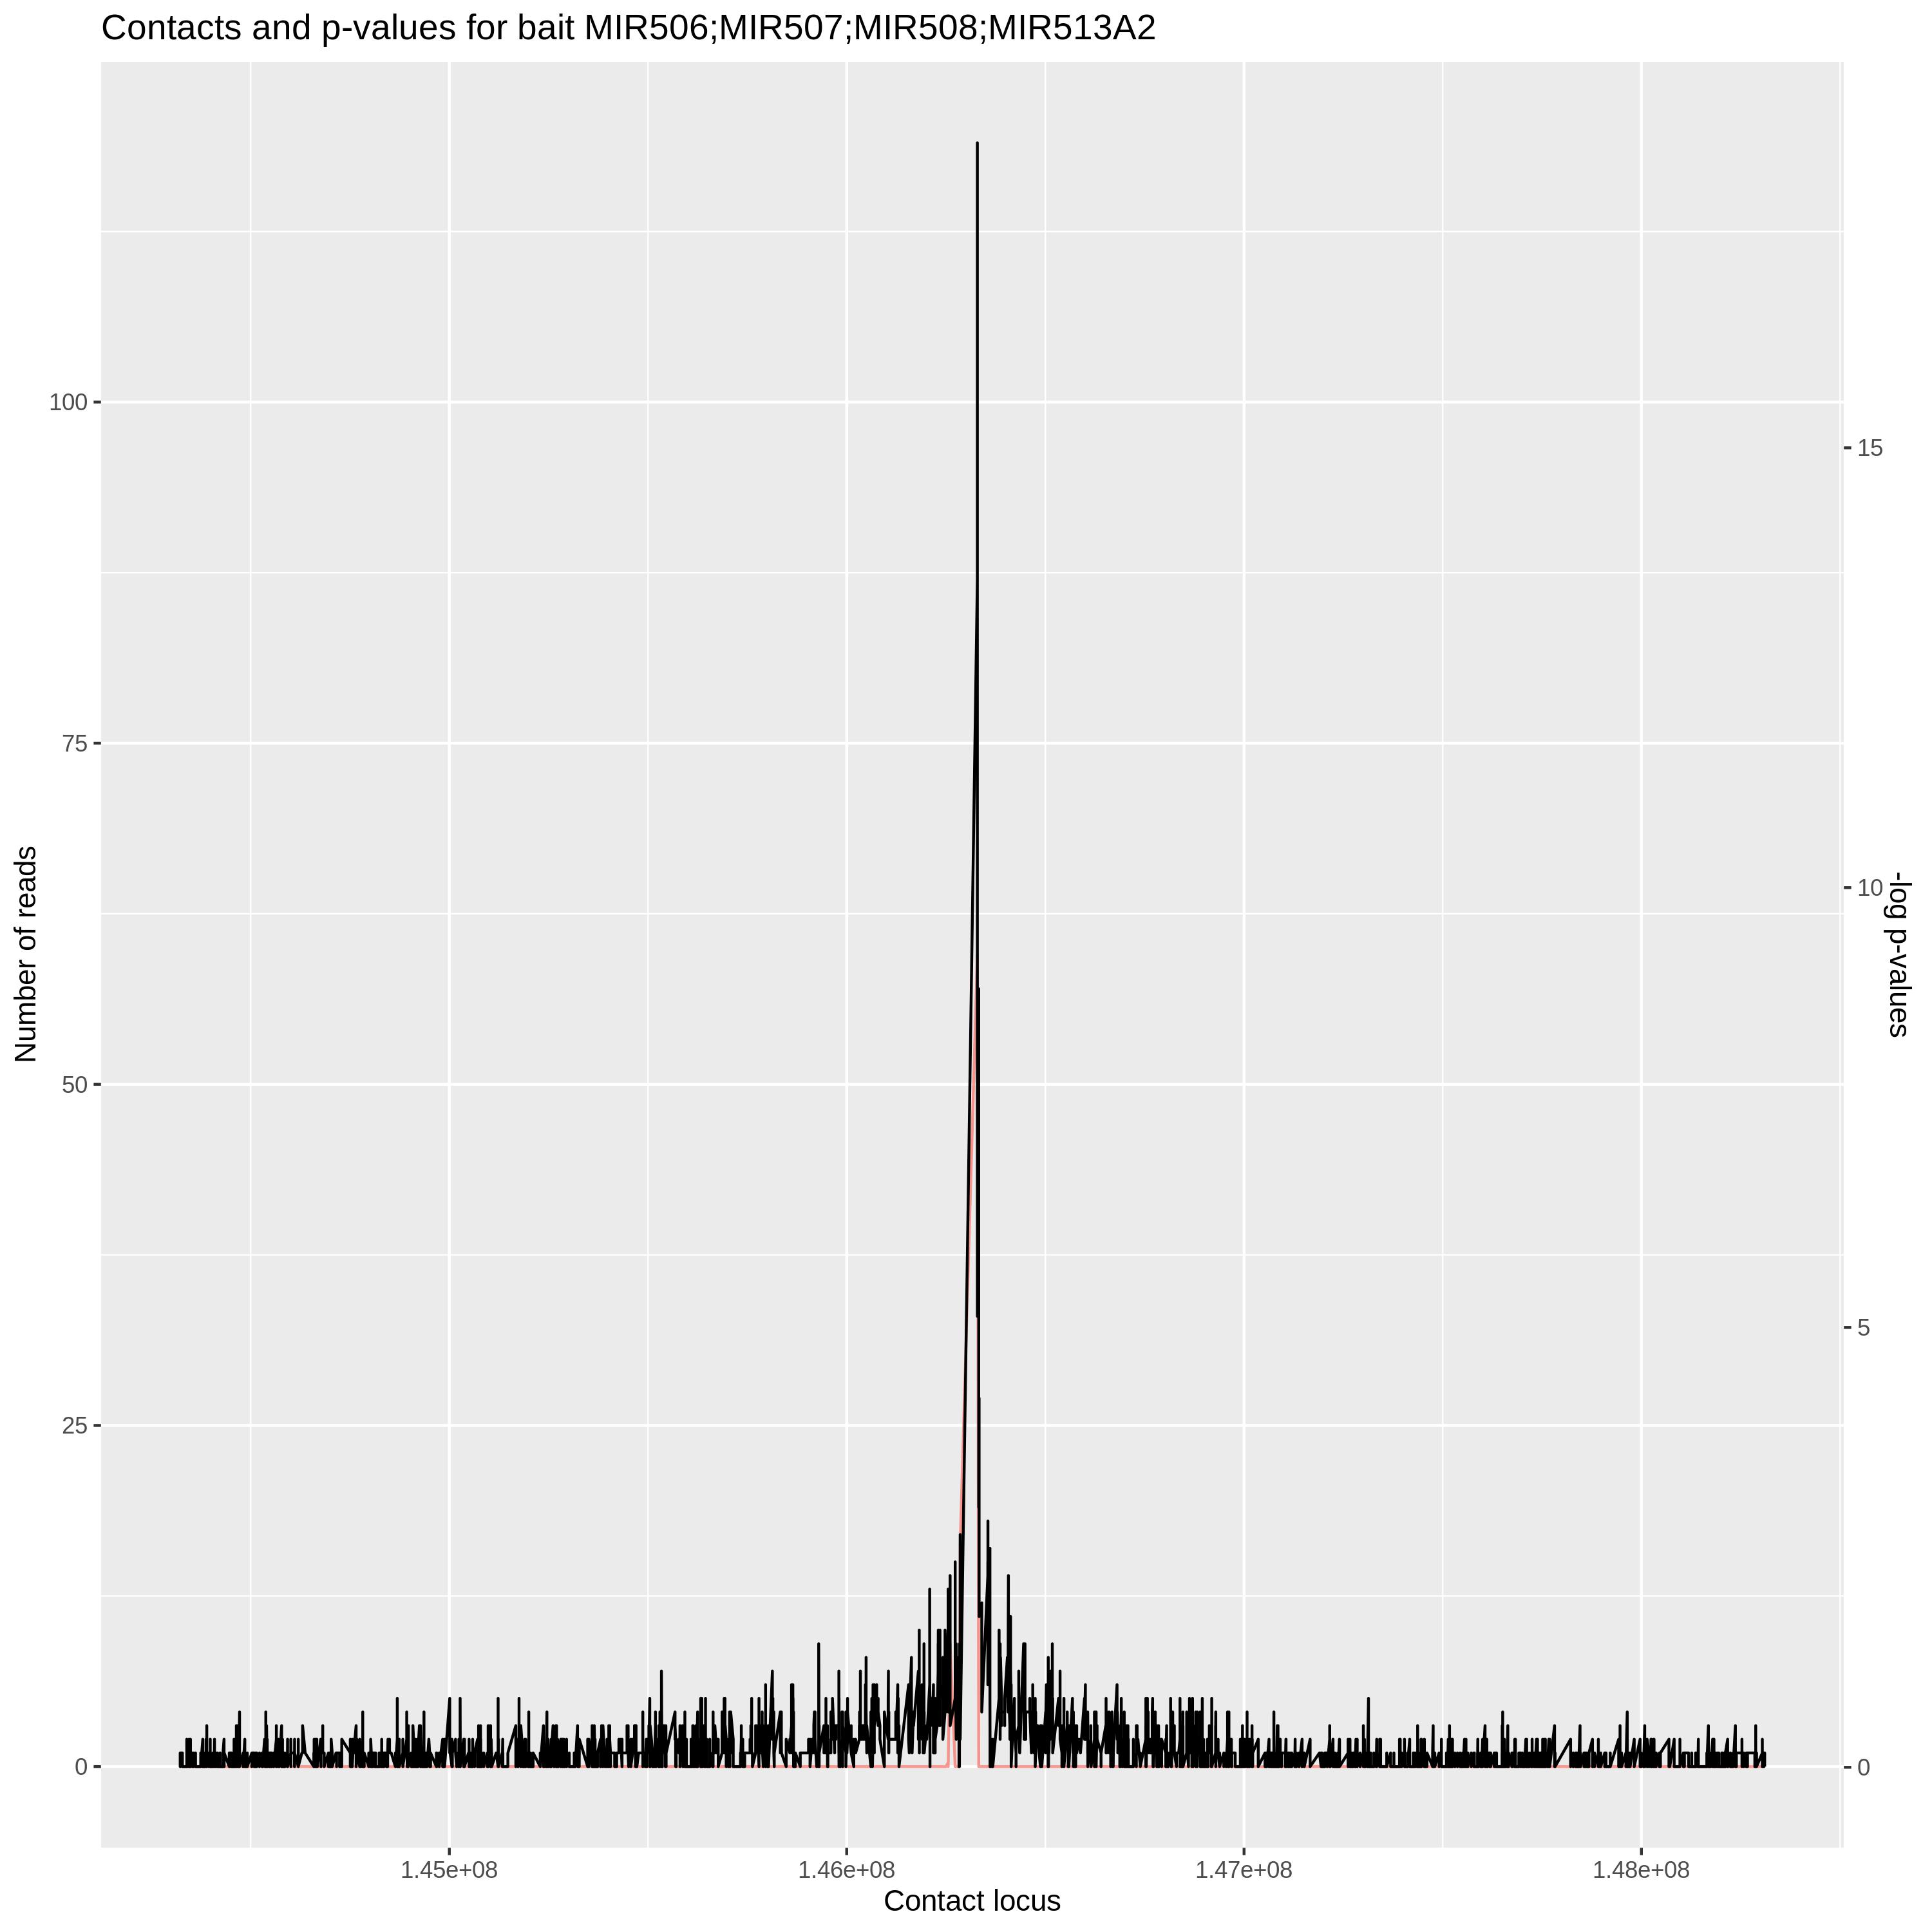 Contacts and p-values for bait MIR506;MIR507;MIR508;MIR513A2
100
75
50
25
0
Number of reads
15
10
5
0
-log p-values
1.45e+08
1.46e+08
1.47e+08
1.48e+08
Contact locus